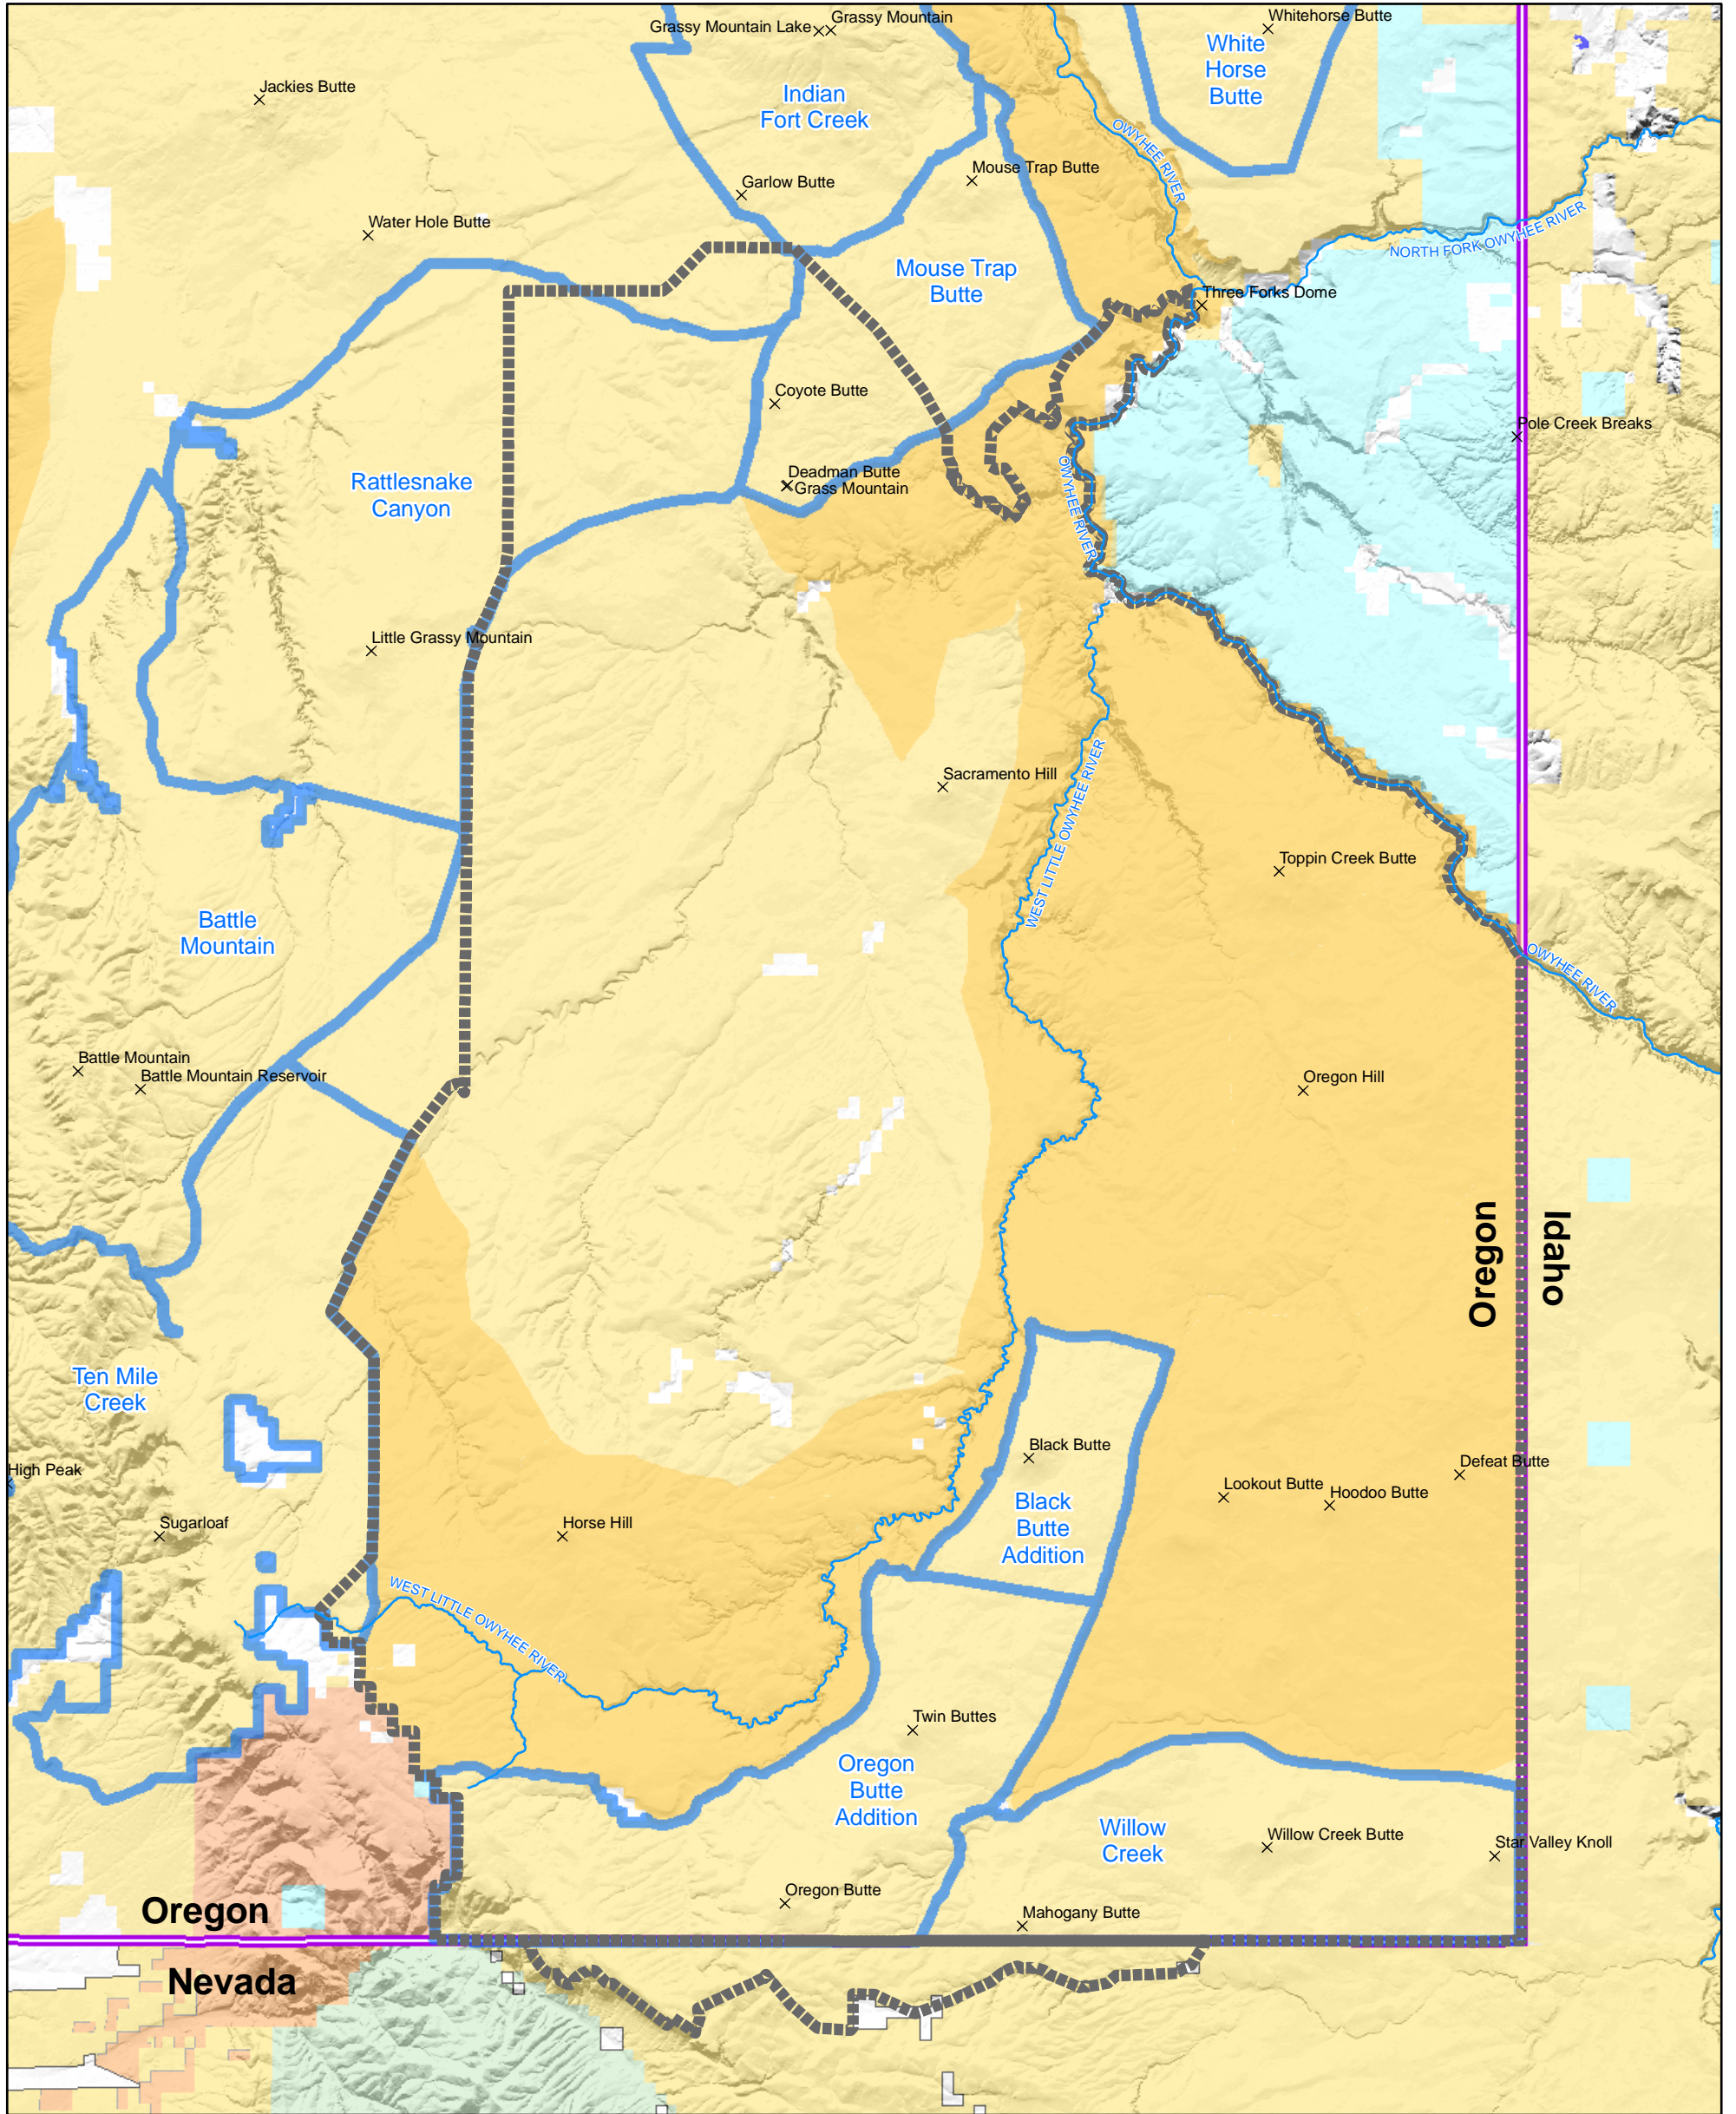 Grassy Mountain Lake
Grassy Mountain
Whitehorse Butte
White
Horse
Butte
Jackies Butte
Indian
Fort Creek
OWYHEE RIVER
Mouse Trap Butte
Garlow Butte
Water Hole Butte
NORTH FORK OWYHEE RIVER
Mouse Trap
Butte
Three Forks Dome
Coyote Butte
Pole Creek Breaks
Rattlesnake
Canyon
Deadman Butte
Grass Mountain
OWYHEE RIVER
Little Grassy Mountain
Sacramento Hill
WEST LITTLE OWYHEE RIVER
Toppin Creek Butte
Battle
Mountain
OWYHEE RIVER
Battle Mountain
Battle Mountain Reservoir
Oregon Hill
Oregon
Idaho
Ten Mile
Creek
Black Butte
High Peak
Defeat Butte
Lookout Butte
Hoodoo Butte
Black
Butte
Addition
Sugarloaf
Horse Hill
WEST LITTLE OWYHEE RIVER
Twin Buttes
Oregon
Butte
Addition
Willow
Creek
Willow Creek Butte
Star Valley Knoll
Oregon Butte
Mahogany Butte
Oregon
Nevada